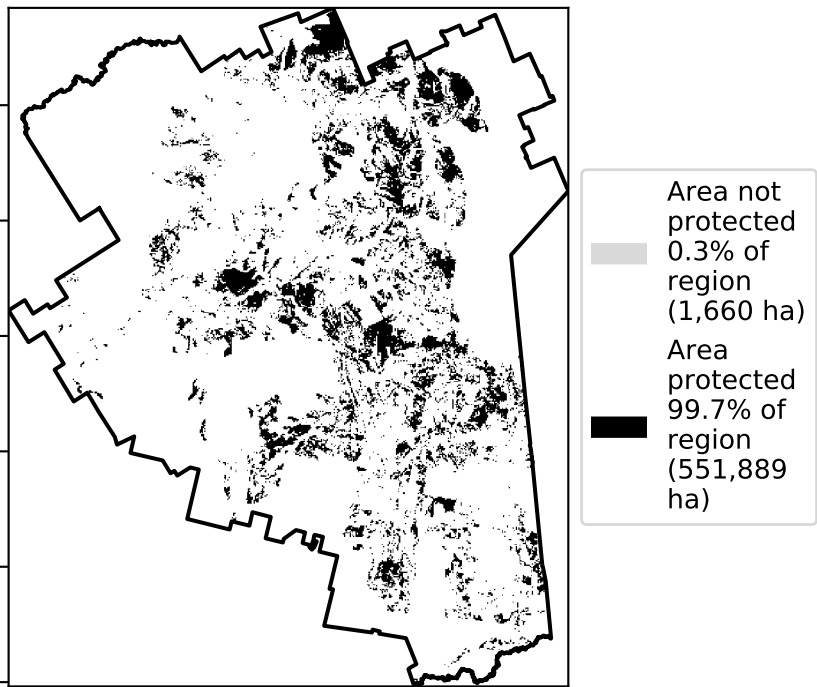 Area not
protected
0.3% of
region
(1,660 ha)
Area
protected
99.7% of
region
(551,889
ha)